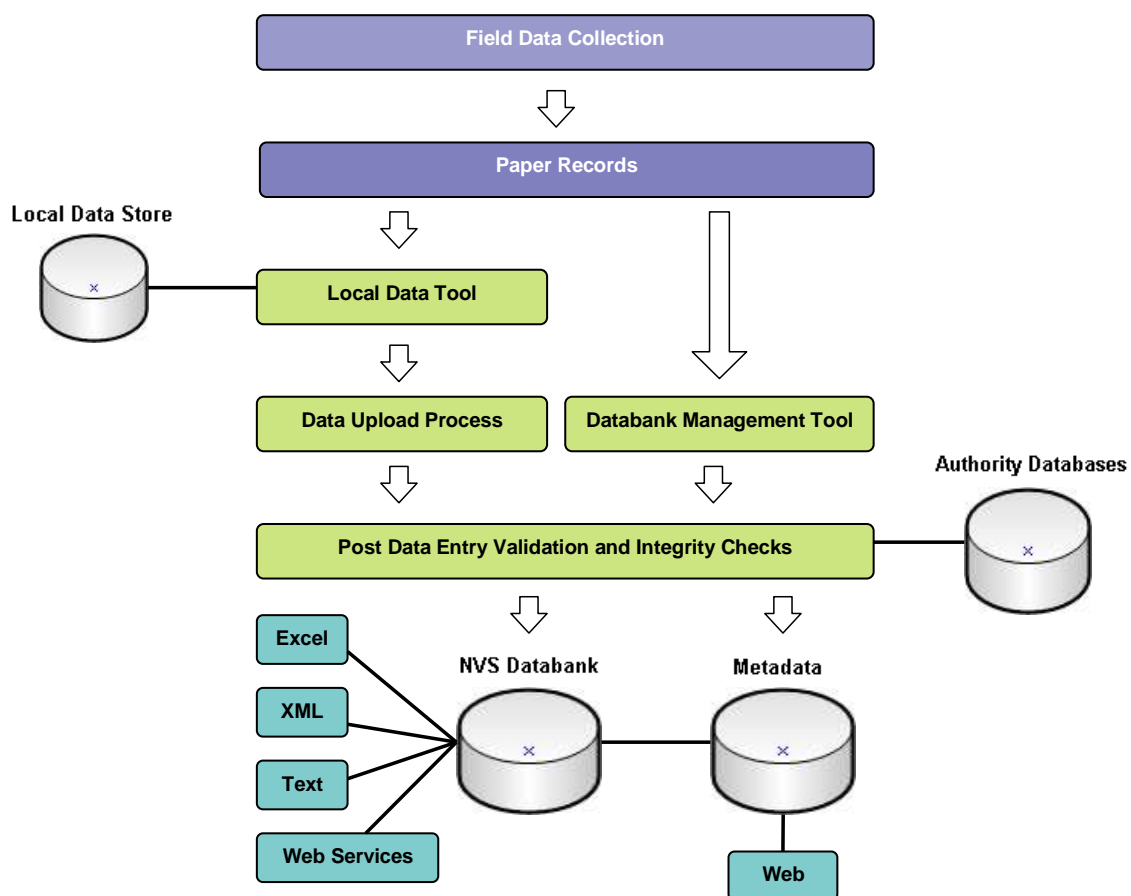 Field Data Collection
Paper Records
Local Data Store
Local Data Tool
Data Upload Process
Databank Management Tool
Authority Databases
Post Data Entry Validation and Integrity Checks
Excel
NVS Databank
Metadata
XML
Text
Web Services
Web